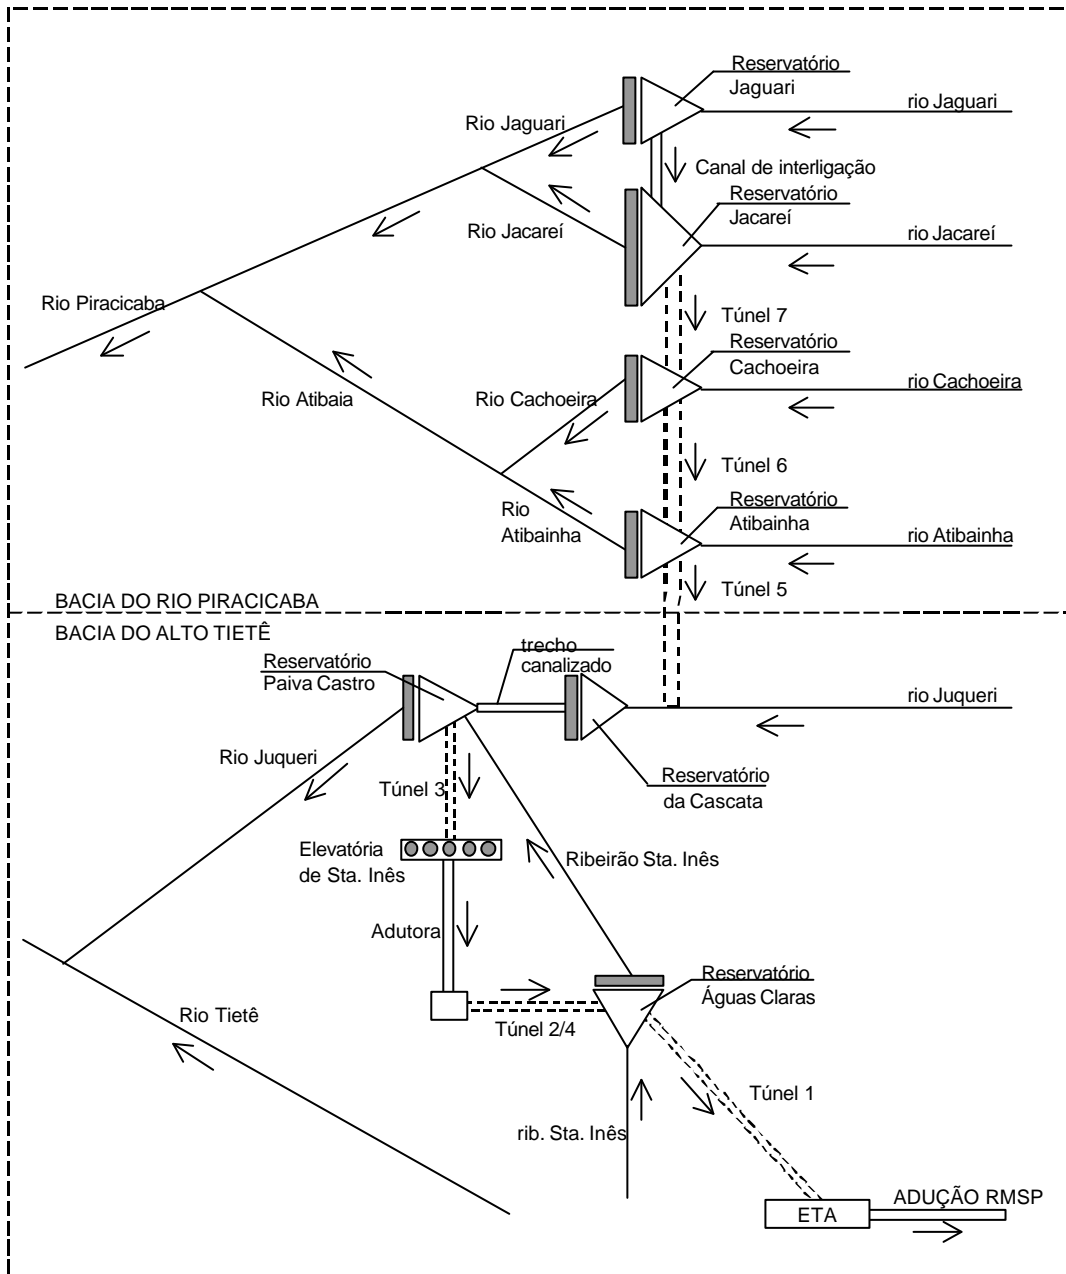 Reservatório
Jaguari
rio Jaguari
Rio Jaguari
Canal de interligação
Reservatório
Jacareí
Rio Jacareí
rio Jacareí
Rio Piracicaba
Túnel 7
Reservatório
Cachoeira
rio Cachoeira
Rio Atibaia
Rio Cachoeira
Túnel 6
Reservatório
Atibainha
Rio
Atibainha
rio Atibainha
Túnel 5
BACIA DO RIO PIRACICABA
BACIA DO ALTO TIETÊ
trecho
canalizado
Reservatório
Paiva Castro
rio Juqueri
Rio Juqueri
Túnel 3
Reservatório
da Cascata
Elevatória
de Sta. Inês
Ribeirão Sta. Inês
Adutora
Reservatório
Águas Claras
Rio Tietê
Túnel 2/4
Túnel 1
rib. Sta. Inês
ADUÇÃO RMSP
ETA